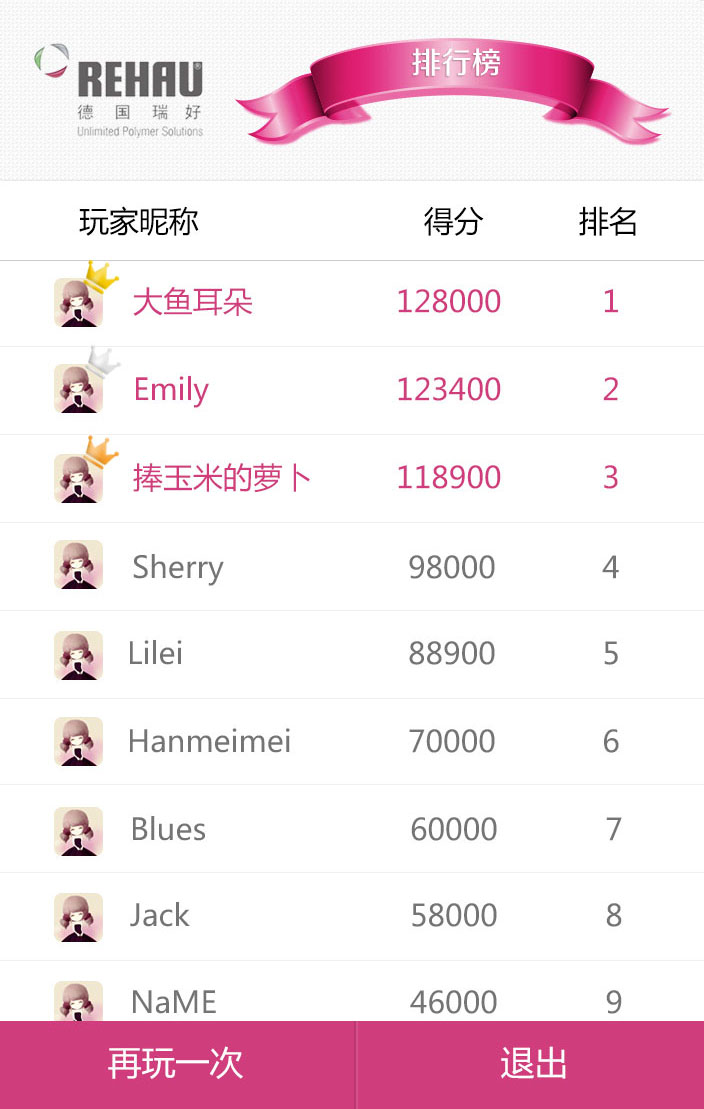 REHAU®
德国瑞好
Unlimited Polymer Solutions
排行榜
玩家昵称 得分 排名
大鱼耳朵 128000 1
Emily 123400 2
捧玉米的萝卜 118900 3
Sherry 98000 4
Lilei 88900 5
Hanmeimei 70000 6
Blues 60000 7
Jack 58000 8
NaME 46000 9
再玩一次 退出